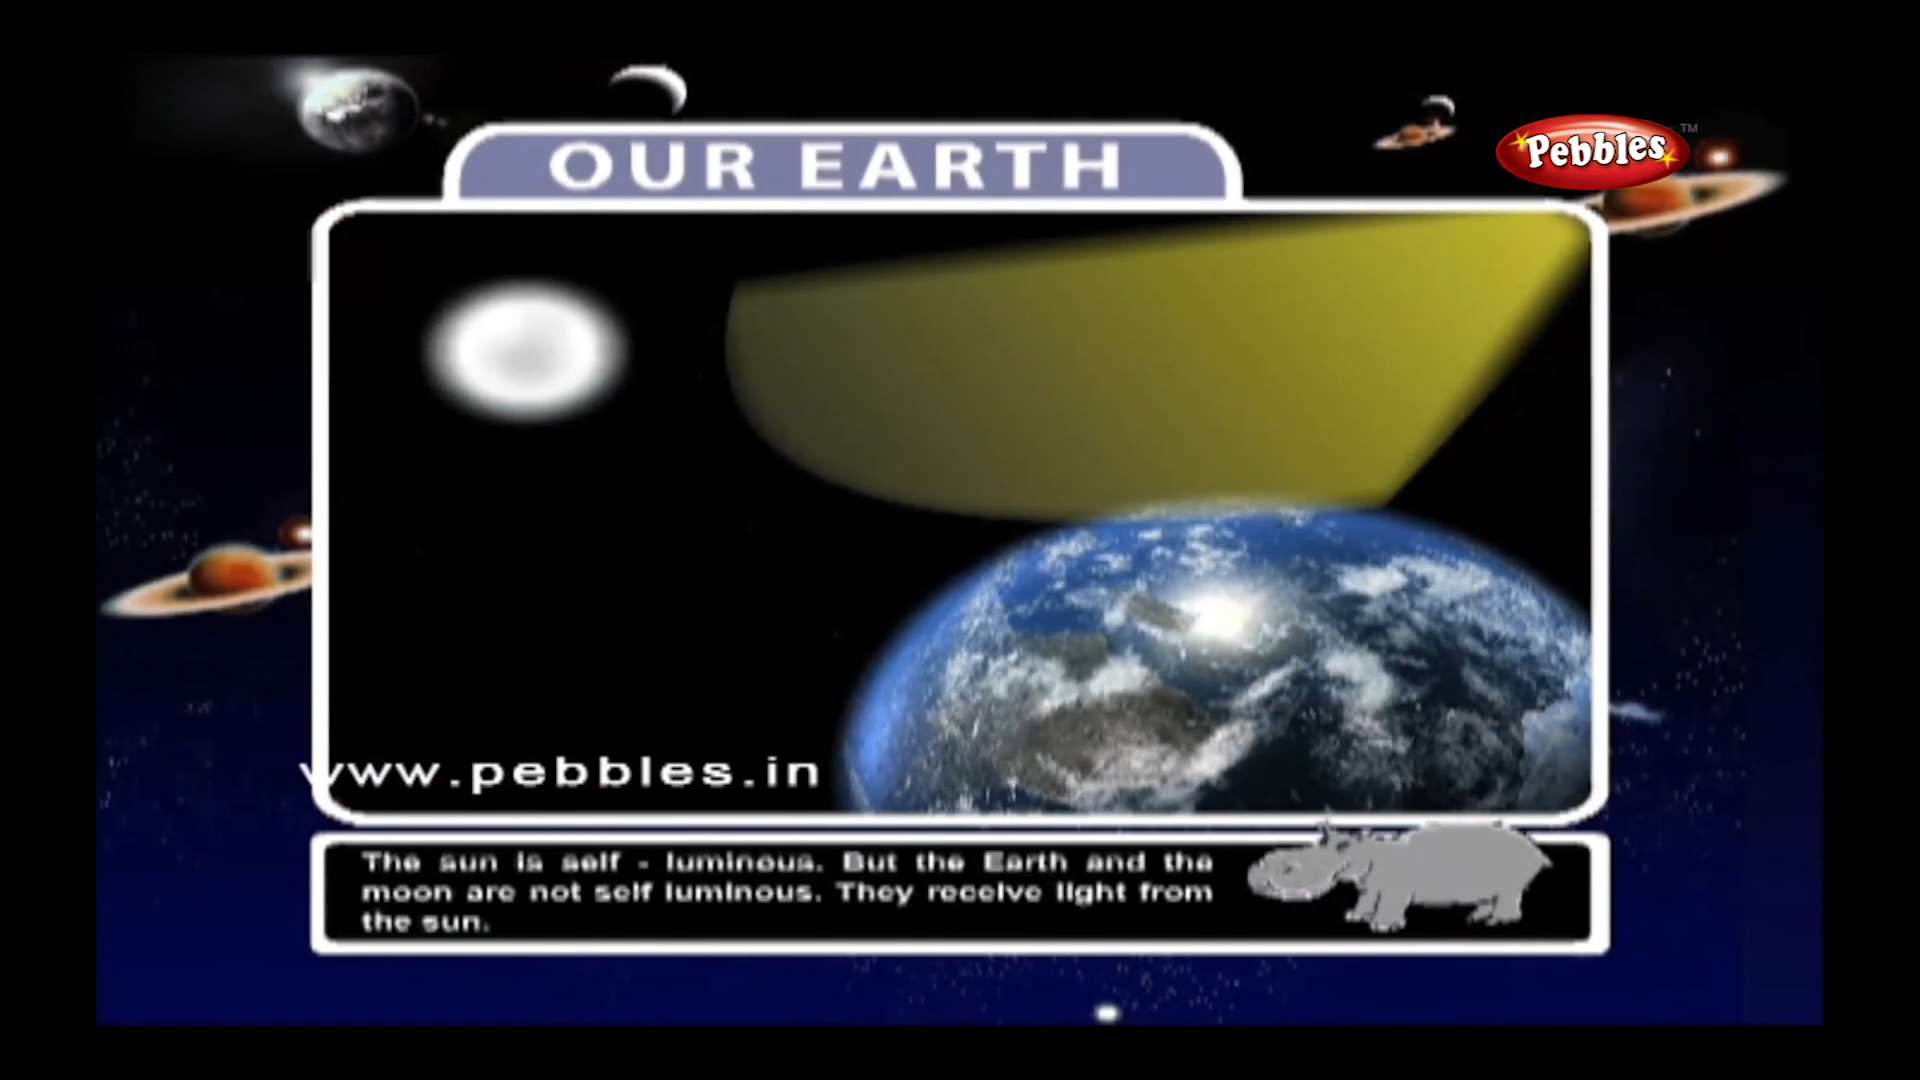 Pebbles™
OUR EARTH
www.pebbles.in
The sun is self - luminous. But the Earth and the
moon are not self luminous. They receive light from
the sun.